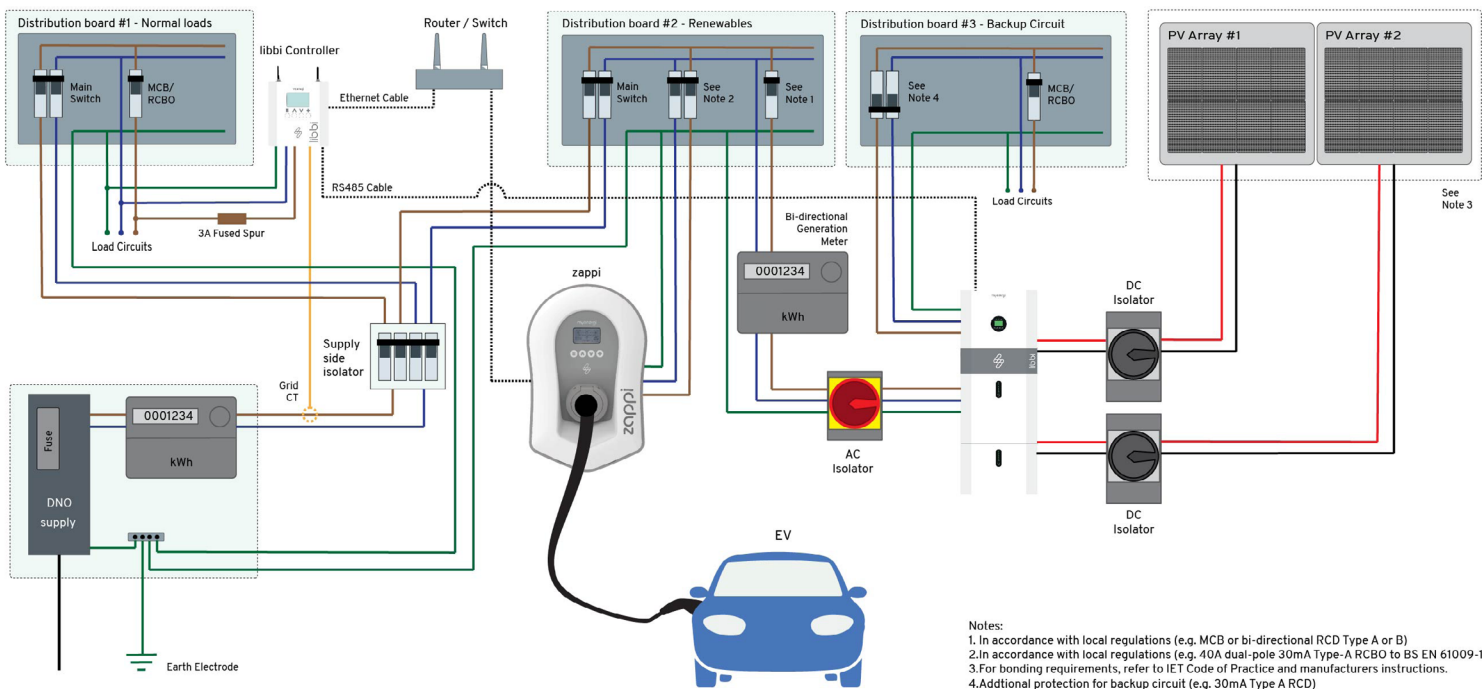 Distribution board #1 - Normal loads
Main
Switch
MCB/
RCBO
libbi Controller
libbi
Router / Switch
Ethernet Cable
RS485 Cable
3A Fused Spur
Load Circuits
Distribution board #2 - Renewables
Main
Switch
See
Note 2
See
Note 1
Distribution board #3 - Backup Circuit
See
Note 4
MCB/
RCBO
Load Circuits
PV Array #1
PV Array #2
See
Note 3
Bi-directional
Generation
Meter
0001234
kWh
zappi
zappi
Supply
side
isolator
Grid
CT
Fuse
0001234
kWh
DNO
supply
Earth Electrode
AC
Isolator
libbi
DC
Isolator
DC
Isolator
EV
Notes:
1. In accordance with local regulations (e.g. MCB or bi-directional RCD Type A or B)
2.In accordance with local regulations (e.g. 40A dual-pole 30mA Type-A RCBO to BS EN 61009-1
3.For bonding requirements, refer to IET Code of Practice and manufacturers instructions.
4.Addtional protection for backup circuit (e.g. 30mA Type A RCD)